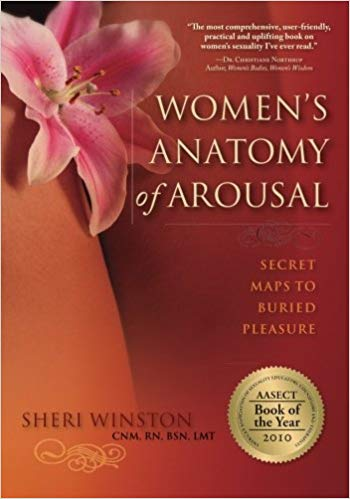 "The most comprehensive, user-friendly,
practical and uplifting book on
women's sexuality I've ever read."
—Dr. Christiane Northrup
Author, Women's Bodies, Women's Wisdom
WOMEN'S
ANATOMY
of AROUSAL
SECRET
MAPS TO
BURIED
PLEASURE
AASECT
Book of
the Year
2010
SHERI WINSTON
CNM, RN, BSN, LMT